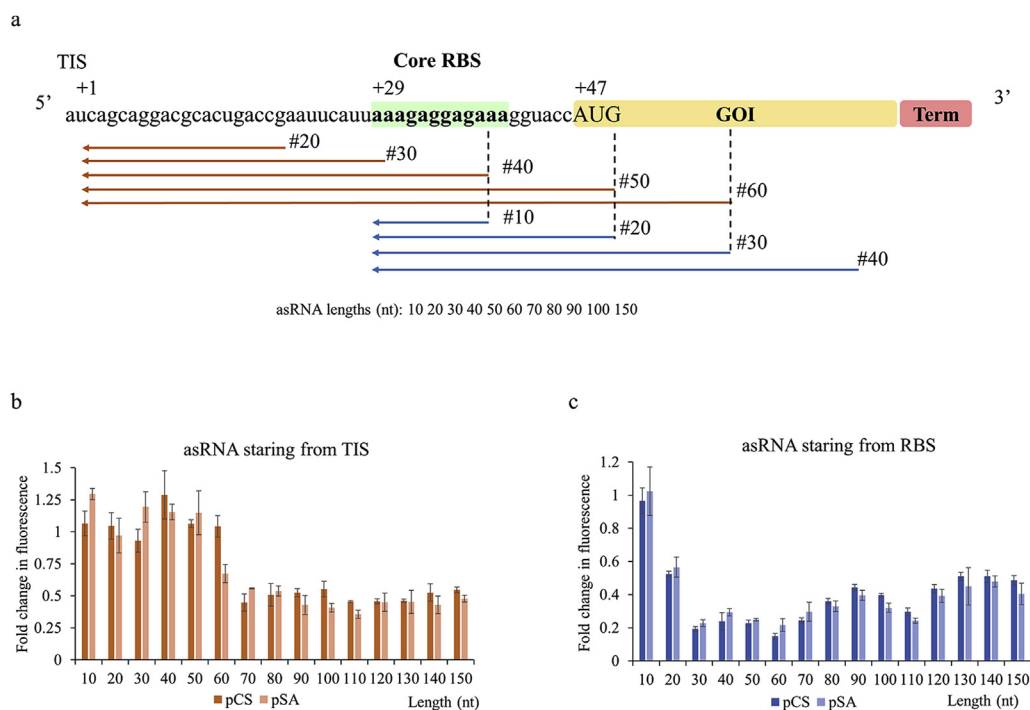 a
TIS
Core RBS
+1
+29
+47
5’
aucagcaggacgcacugaccgaauucauuaaagaggagaaagguaccAUG
GOI
Term
3’
#20
#30
#40
#50
#60
#10
#20
#30
#40
asRNA lengths (nt): 10 20 30 40 50 60 70 80 90 100 150
b
asRNA staring from TIS
Fold change in fluorescence
1.5
1.25
1
0.75
0.5
0.25
0
10 20 30 40 50 60 70 80 90 100 110 120 130 140 150
pCS pSA Length (nt)
c
asRNA staring from RBS
Fold change in fluorescence
1.2
1
0.8
0.6
0.4
0.2
0
10 20 30 40 50 60 70 80 90 100 110 120 130 140 150
pCS pSA Length (nt)